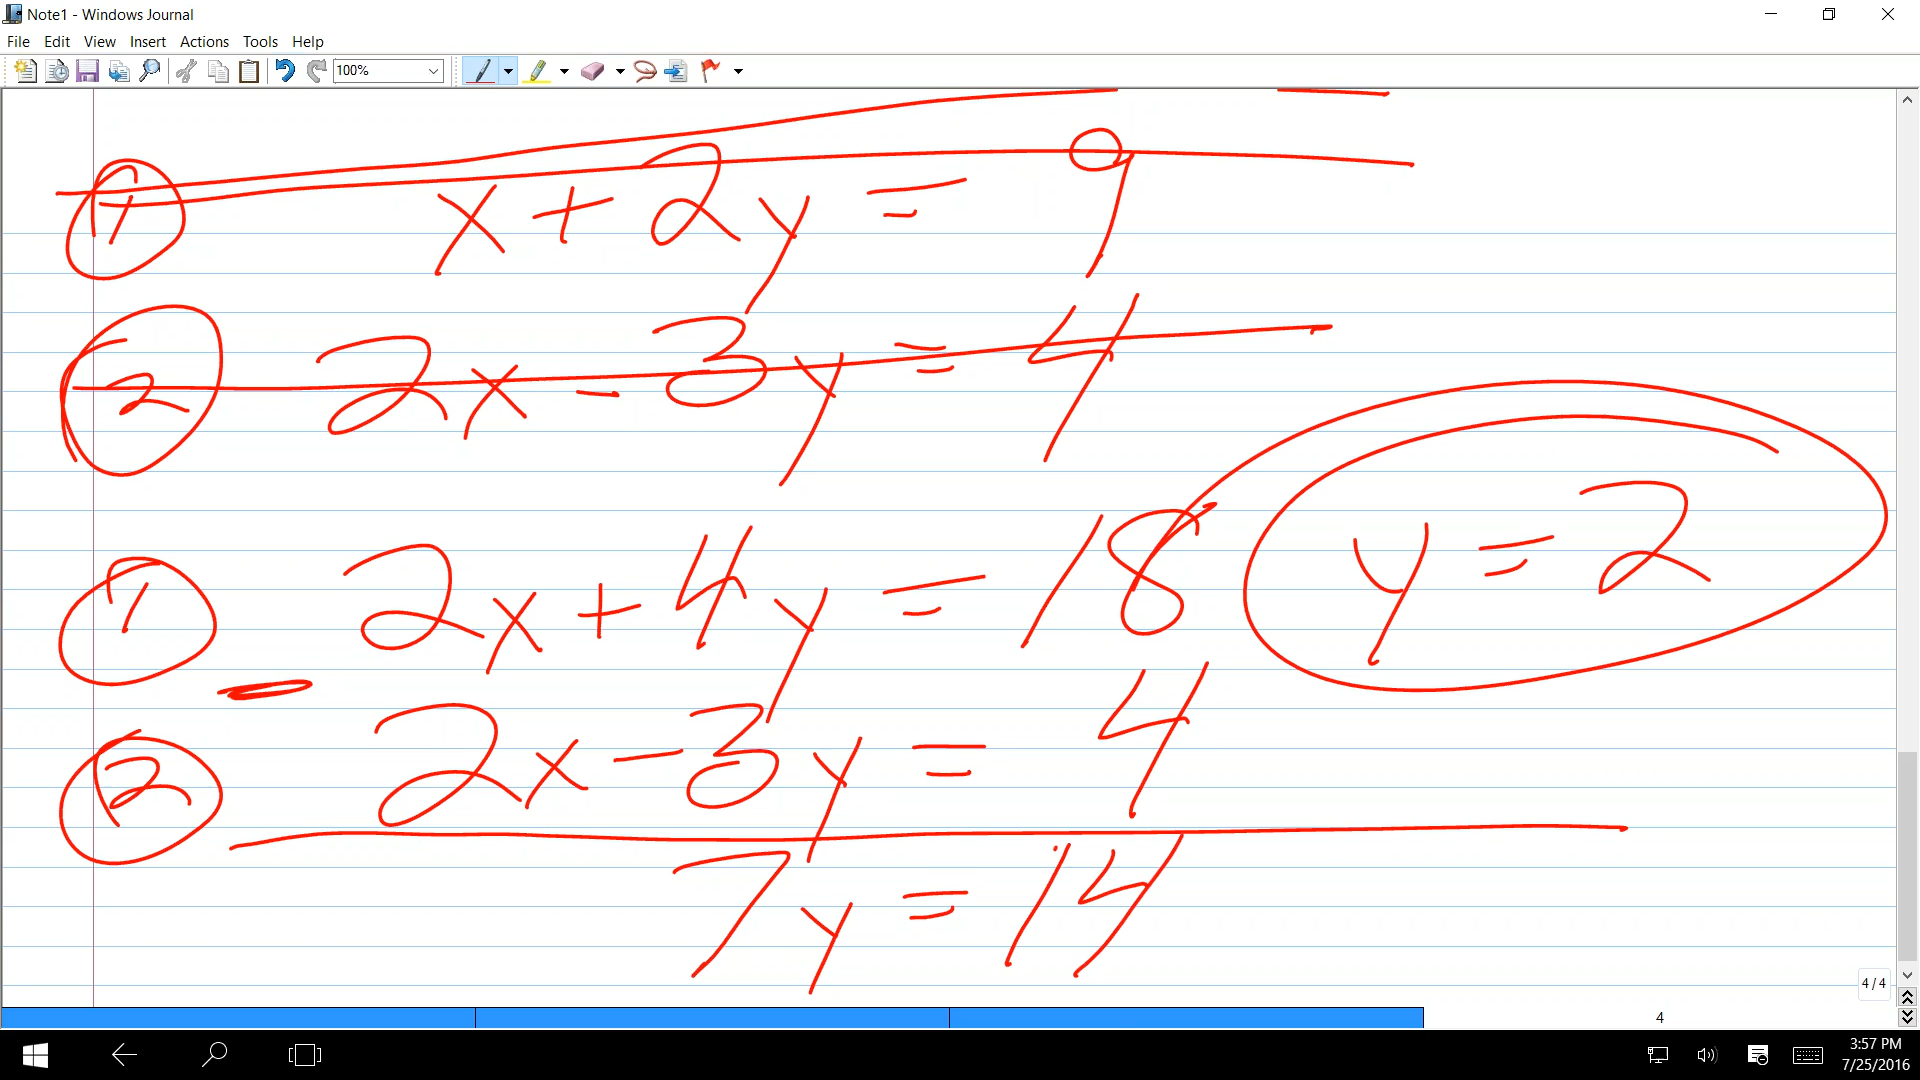 Note1 - Windows Journal
File Edit View Insert Actions Tools Help
100%
① x + 2y = 9
② 2x - 3y = 4
① 2x + 4y = 18
y = 2
② 2x - 3y = 4
7y = 14
4 / 4
4
3:57 PM
7/25/2016